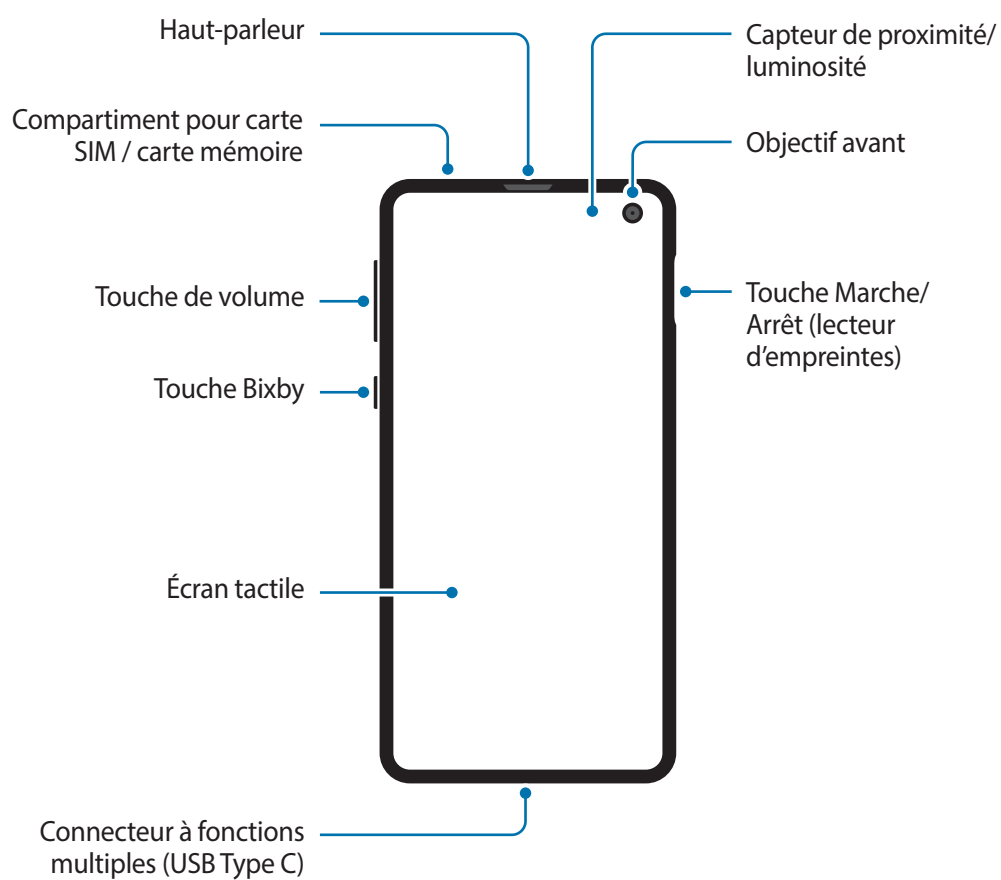 Haut-parleur
Compartiment pour carte
SIM / carte mémoire
Touche de volume
Touche Bixby
Écran tactile
Connecteur à fonctions
multiples (USB Type C)
Capteur de proximité/
luminosité
Objectif avant
Touche Marche/
Arrêt (lecteur
d’empreintes)